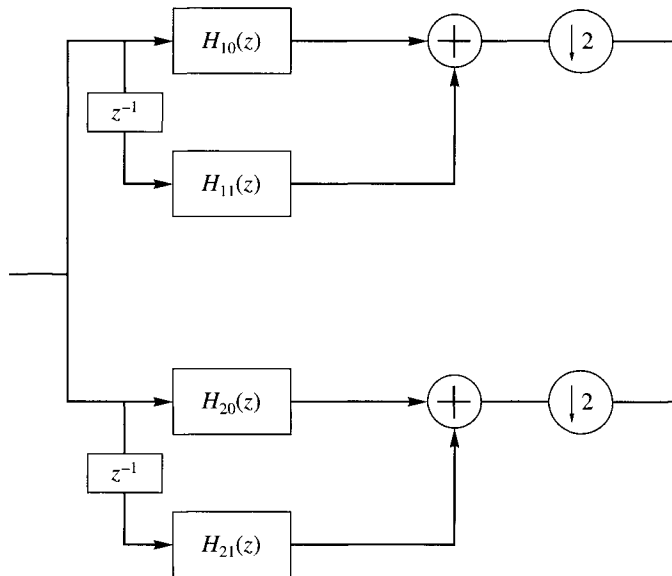 H₁₀(z)
↓ 2
z⁻¹
H₁₁(z)
H₂₀(z)
↓ 2
z⁻¹
H₂₁(z)